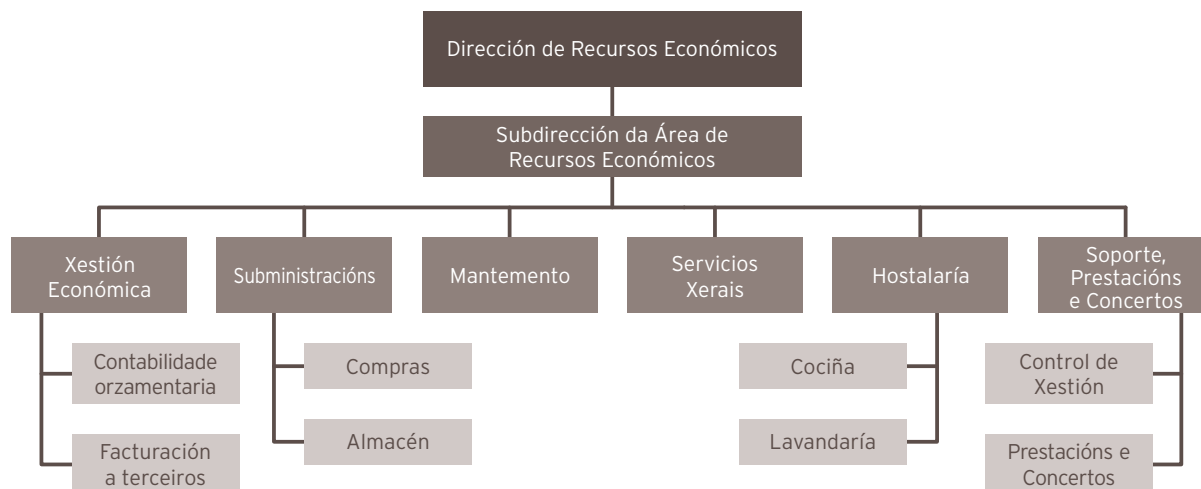 Dirección de Recursos Económicos
Subdirección da Área de
Recursos Económicos
Xestión
Económica
Subministracións
Mantemento
Servicios
Xerais
Hostalaría
Soporte,
Prestacións
e Concertos
Contabilidade
orzamentaria
Compras
Cociña
Control de
Xestión
Facturación
a terceiros
Almacén
Lavandaría
Prestacións e
Concertos